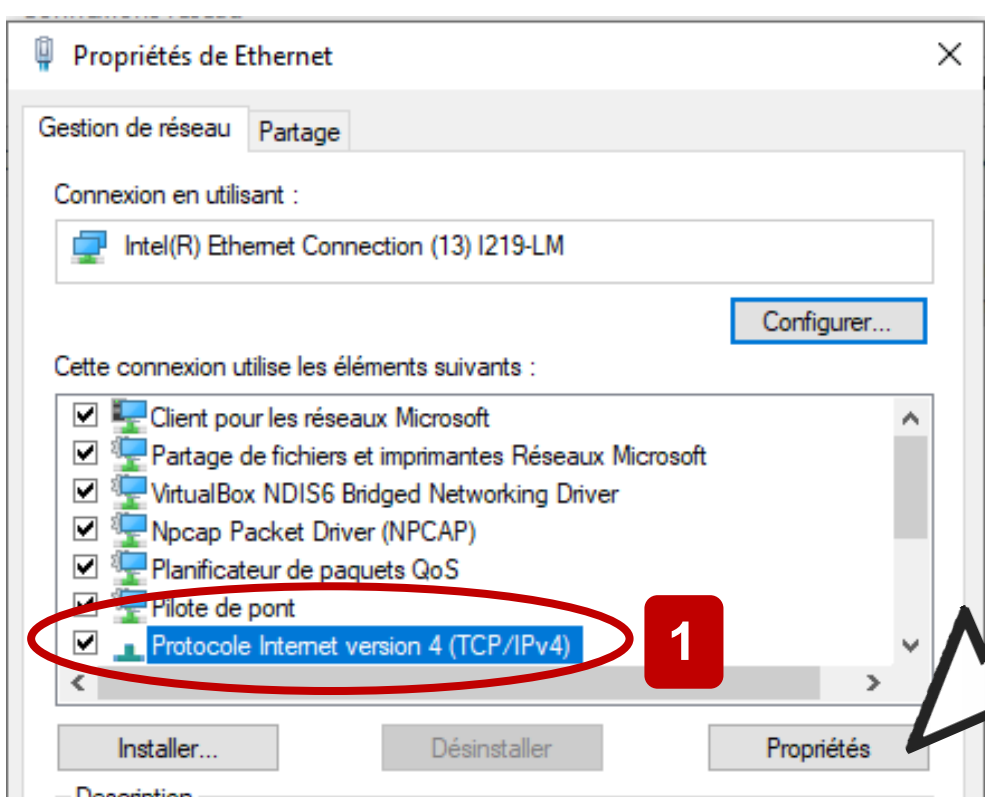 Propriétés de Ethernet
Gestion de réseau Partage
Connexion en utilisant :
Intel(R) Ethernet Connection (13) I219-LM
Configurer...
Cette connexion utilise les éléments suivants :
Client pour les réseaux Microsoft
Partage de fichiers et imprimantes Réseaux Microsoft
VirtualBox NDIS6 Bridged Networking Driver
Npcap Packet Driver (NPCAP)
Planificateur de paquets QoS
Pilote de pont
Protocole Internet version 4 (TCP/IPv4)
1
Installer... Désinstaller Propriétés
Description